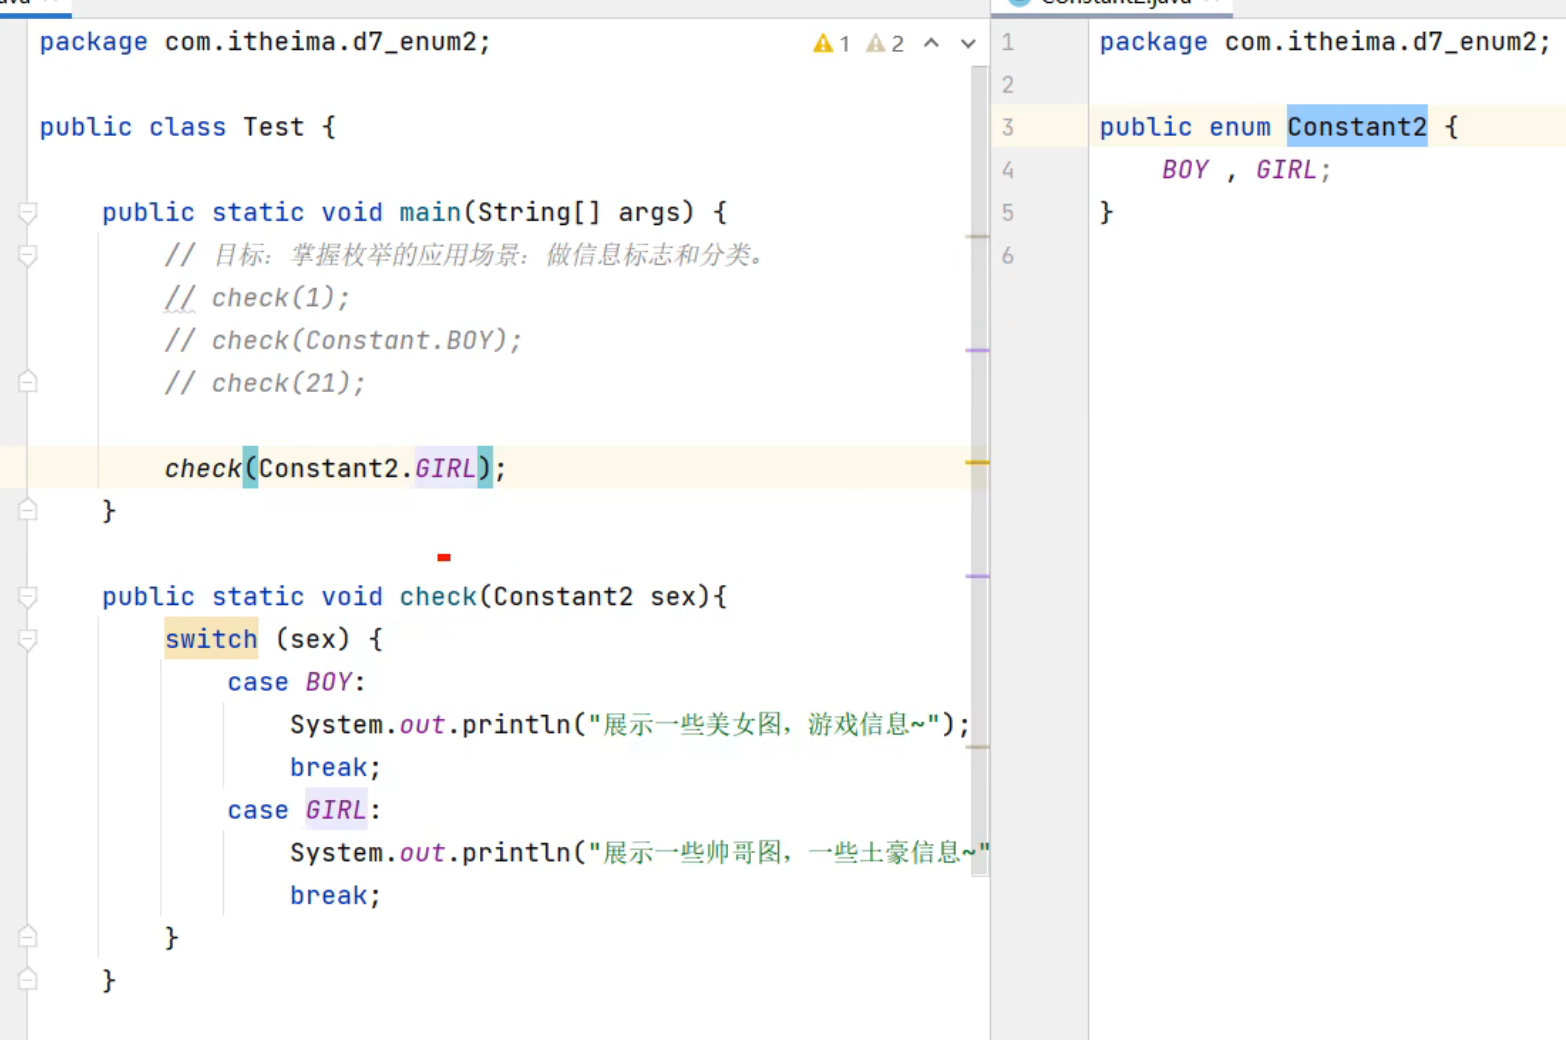 package com.itheima.d7_enum2;
1 2
public class Test {
public static void main(String[] args) {
// 目标：掌握枚举的应用场景：做信息标志和分类。
// check(1);
// check(Constant.BOY);
// check(21);
check(Constant2.GIRL);
}
public static void check(Constant2 sex){
switch (sex) {
case BOY:
System.out.println("展示一些美女图，游戏信息~");
break;
case GIRL:
System.out.println("展示一些帅哥图，一些土豪信息~"
break;
}
}
Constant2.java
1 package com.itheima.d7_enum2;
2
3 public enum Constant2 {
4 BOY , GIRL;
5 }
6